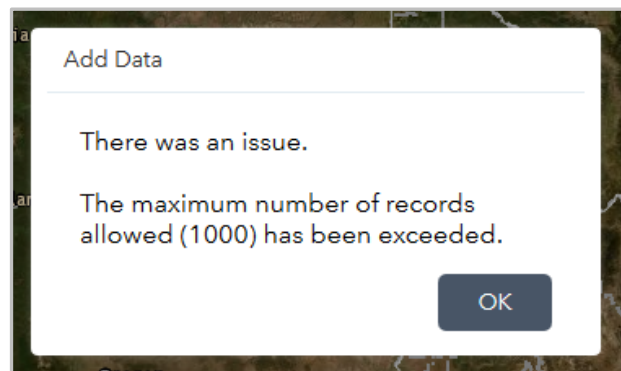 Add Data
There was an issue.
The maximum number of records
allowed (1000) has been exceeded.
OK